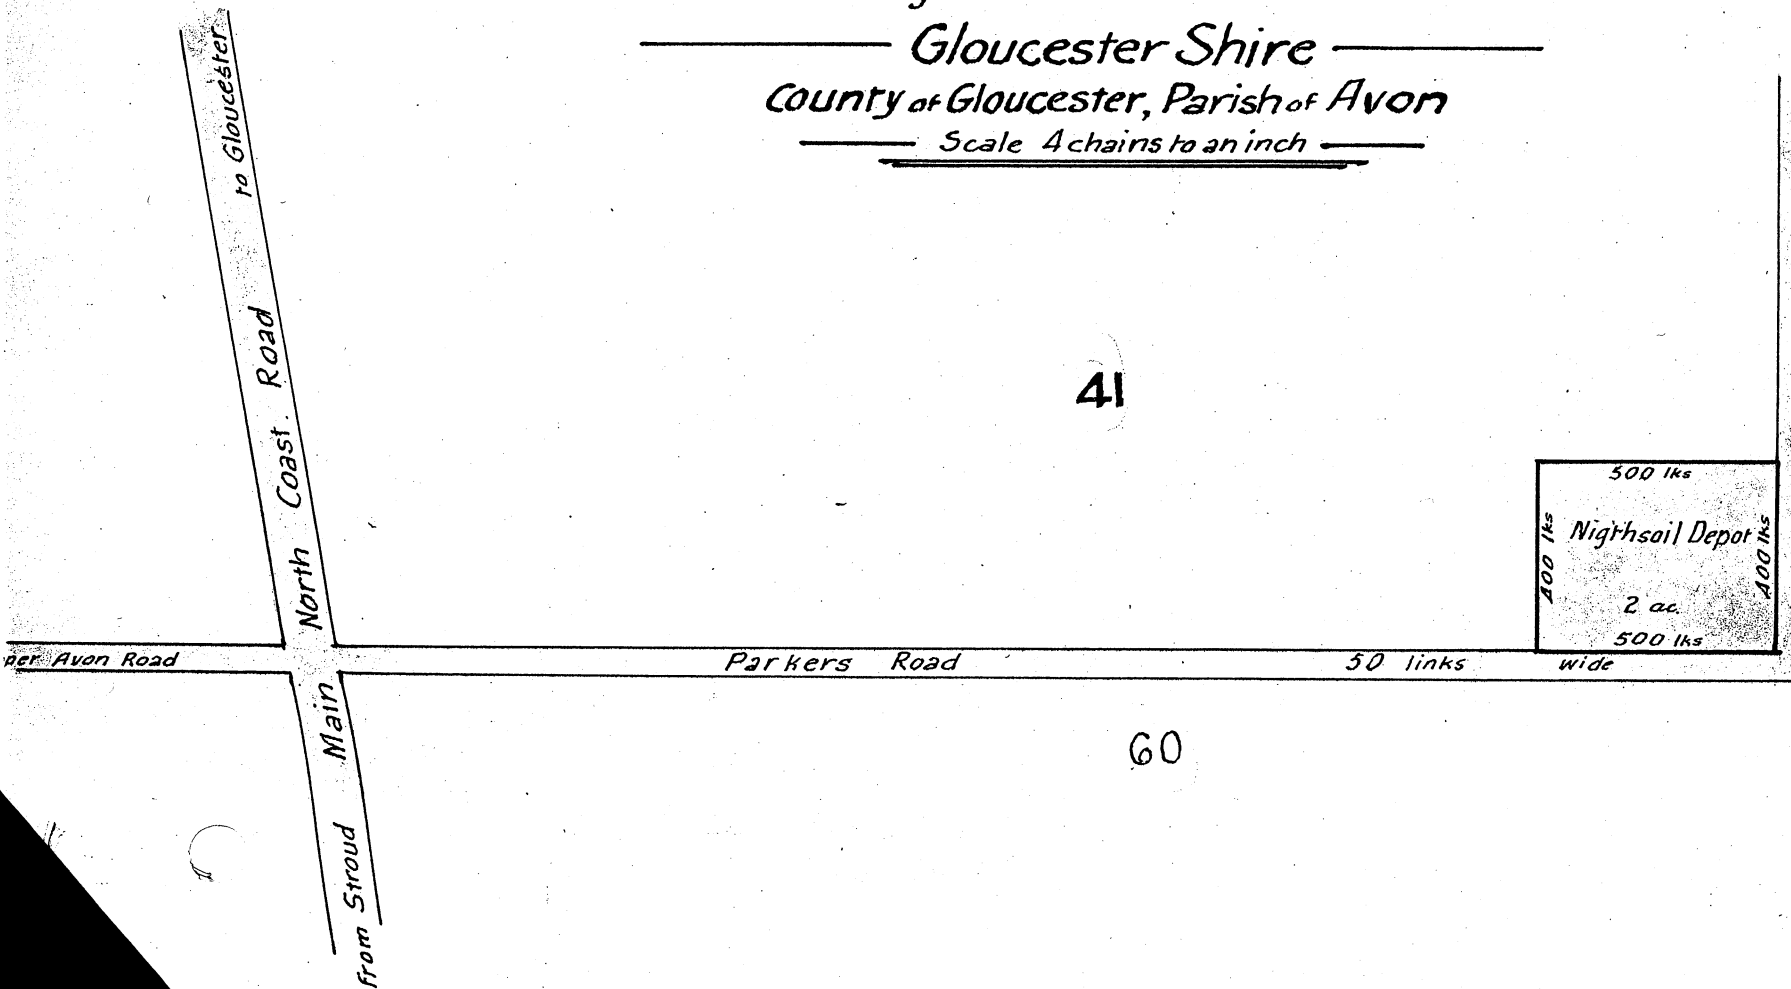 Gloucester Shire
County of Gloucester, Parish of Avon
Scale 4 chains to an inch
to Gloucester
North Coast Road
41
500 lks
400 lks
Nigthsoil Depot
400 lks
2 ac.
500 lks
Avon Road
Parkers Road 50 links wide
Main
60
From Stroud